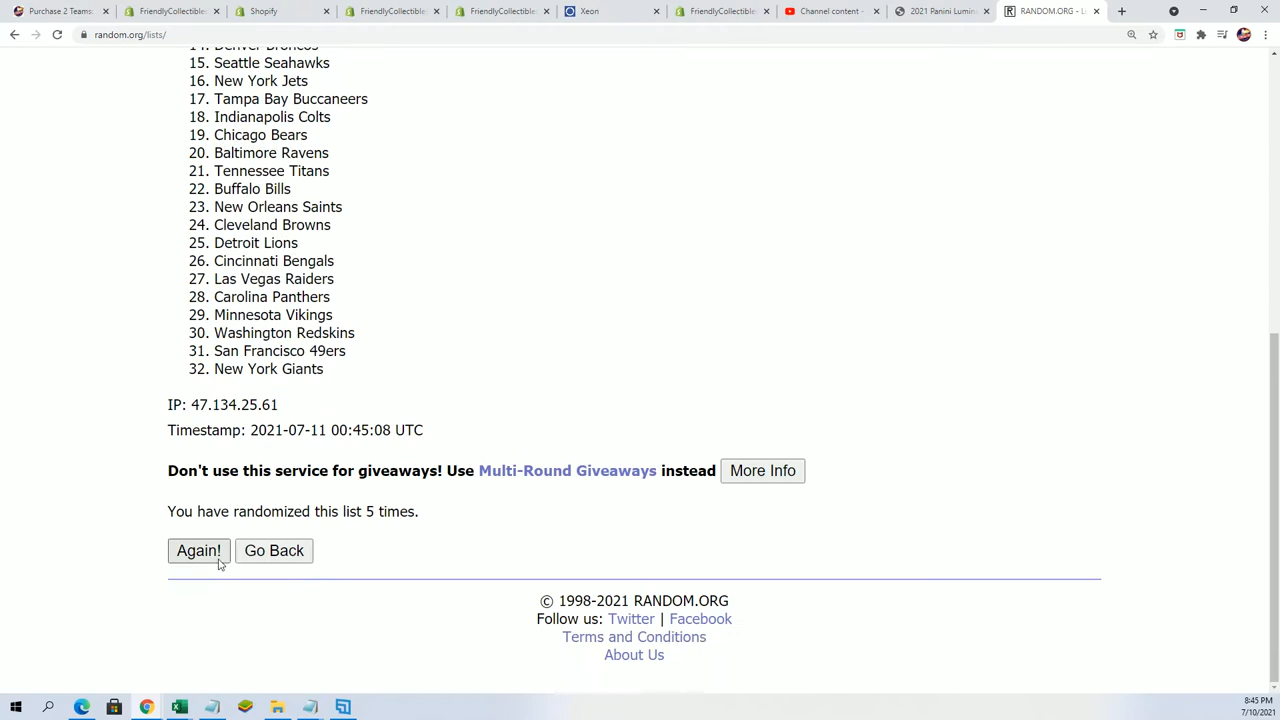 Purchase 2 Teams:
FriendlyCollectible:
Shopify
FriendlyCollectible:
FriendlyCollectible:
Xeon
FriendlyCollectible:
Channel content -
2021 Panini Lumin
RANDOM.ORG - Li
random.org/lists/
14. Denver Broncos
15. Seattle Seahawks
16. New York Jets
17. Tampa Bay Buccaneers
18. Indianapolis Colts
19. Chicago Bears
20. Baltimore Ravens
21. Tennessee Titans
22. Buffalo Bills
23. New Orleans Saints
24. Cleveland Browns
25. Detroit Lions
26. Cincinnati Bengals
27. Las Vegas Raiders
28. Carolina Panthers
29. Minnesota Vikings
30. Washington Redskins
31. San Francisco 49ers
32. New York Giants
IP: 47.134.25.61
Timestamp: 2021-07-11 00:45:08 UTC
Don't use this service for giveaways! Use Multi-Round Giveaways instead More Info
You have randomized this list 5 times.
Again! Go Back
© 1998-2021 RANDOM.ORG
Follow us: Twitter | Facebook
Terms and Conditions
About Us
8:45 PM
7/10/2021